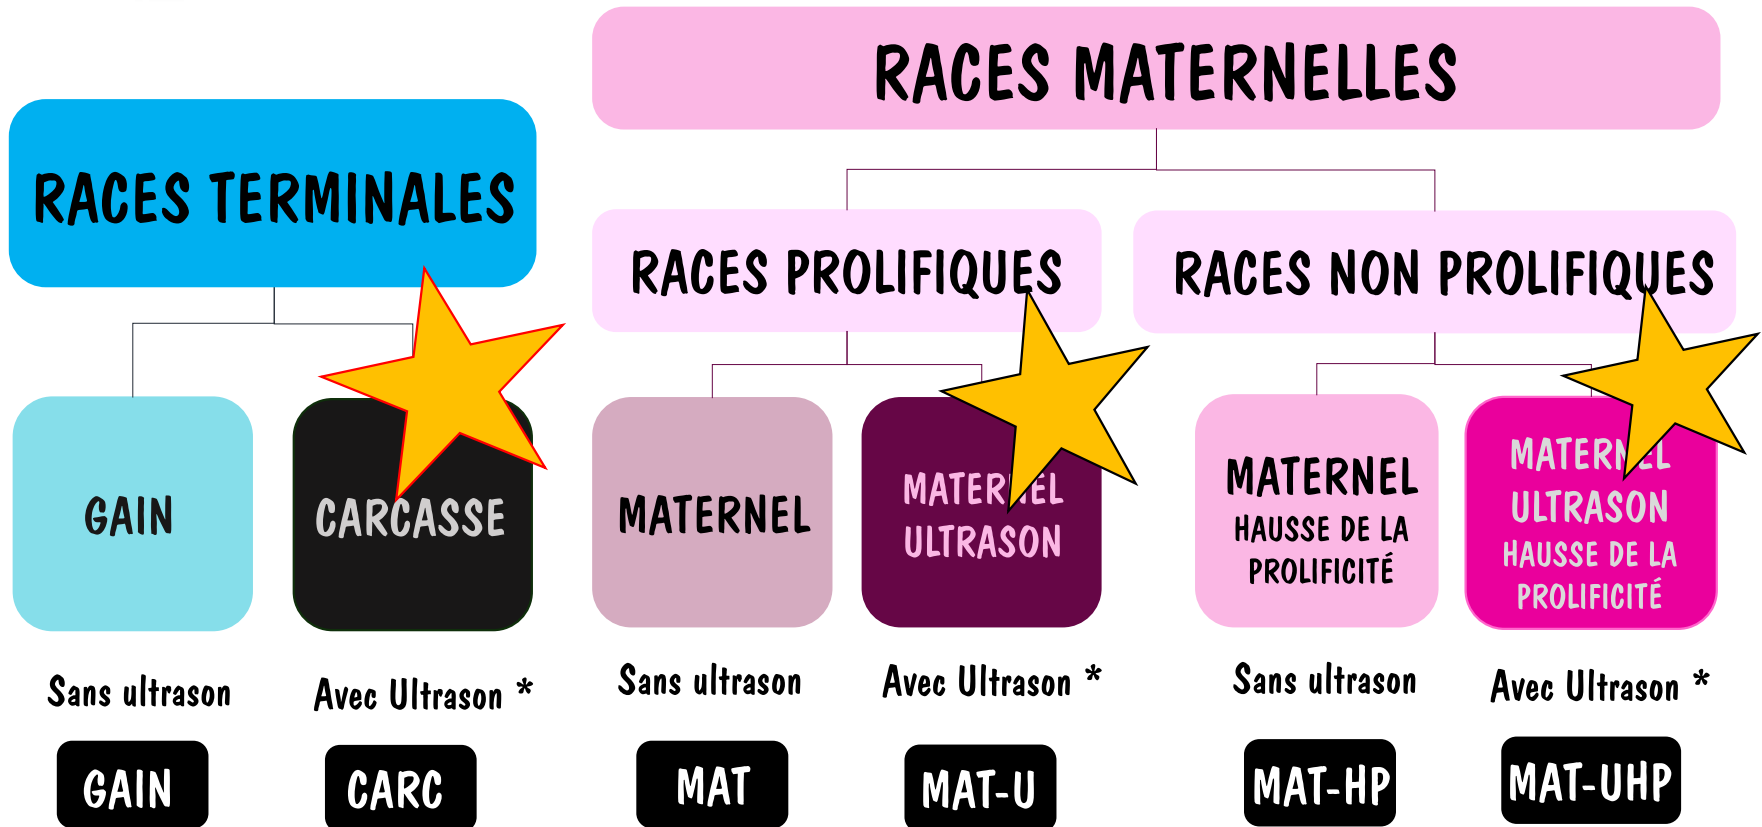 RACES MATERNELLES
RACES TERMINALES
RACES PROLIFIQUES
RACES NON PROLIFIQUES
GAIN
CARCASSE
MATERNEL
MATERNEL
ULTRASON
MATERNEL
HAUSSE DE LA
PROLIFICITÉ
MATERNEL
ULTRASON
HAUSSE DE LA
PROLIFICITÉ
Sans ultrason
Avec Ultrason *
Sans ultrason
Avec Ultrason *
Sans ultrason
Avec Ultrason *
GAIN
CARC
MAT
MAT-U
MAT-HP
MAT-UHP